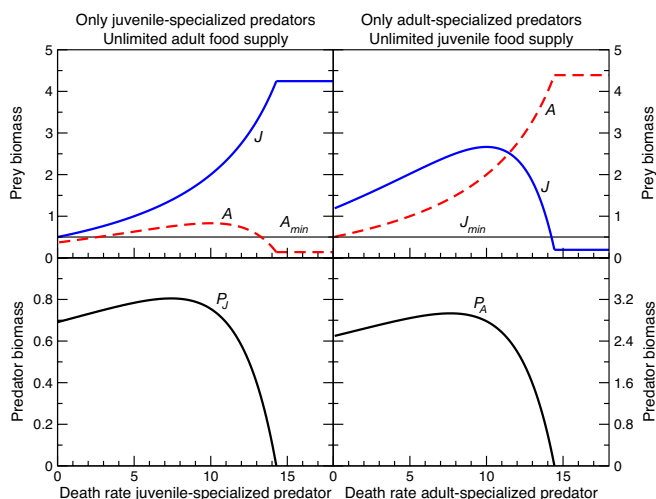 Only juvenile-specialized predators
Unlimited adult food supply
Only adult-specialized predators
Unlimited juvenile food supply
Prey biomass
5
4
3
2
1
0
J
A
A_min
A
J
J_min
5
4
3
2
1
0
Prey biomass
Predator biomass
0.8
0.6
0.4
0.2
0
P_J
P_A
3.6
3.0
2.4
1.8
1.2
0.6
0
Predator biomass
0 5 10 15
0 5 10 15
Death rate juvenile-specialized predator
Death rate adult-specialized predator